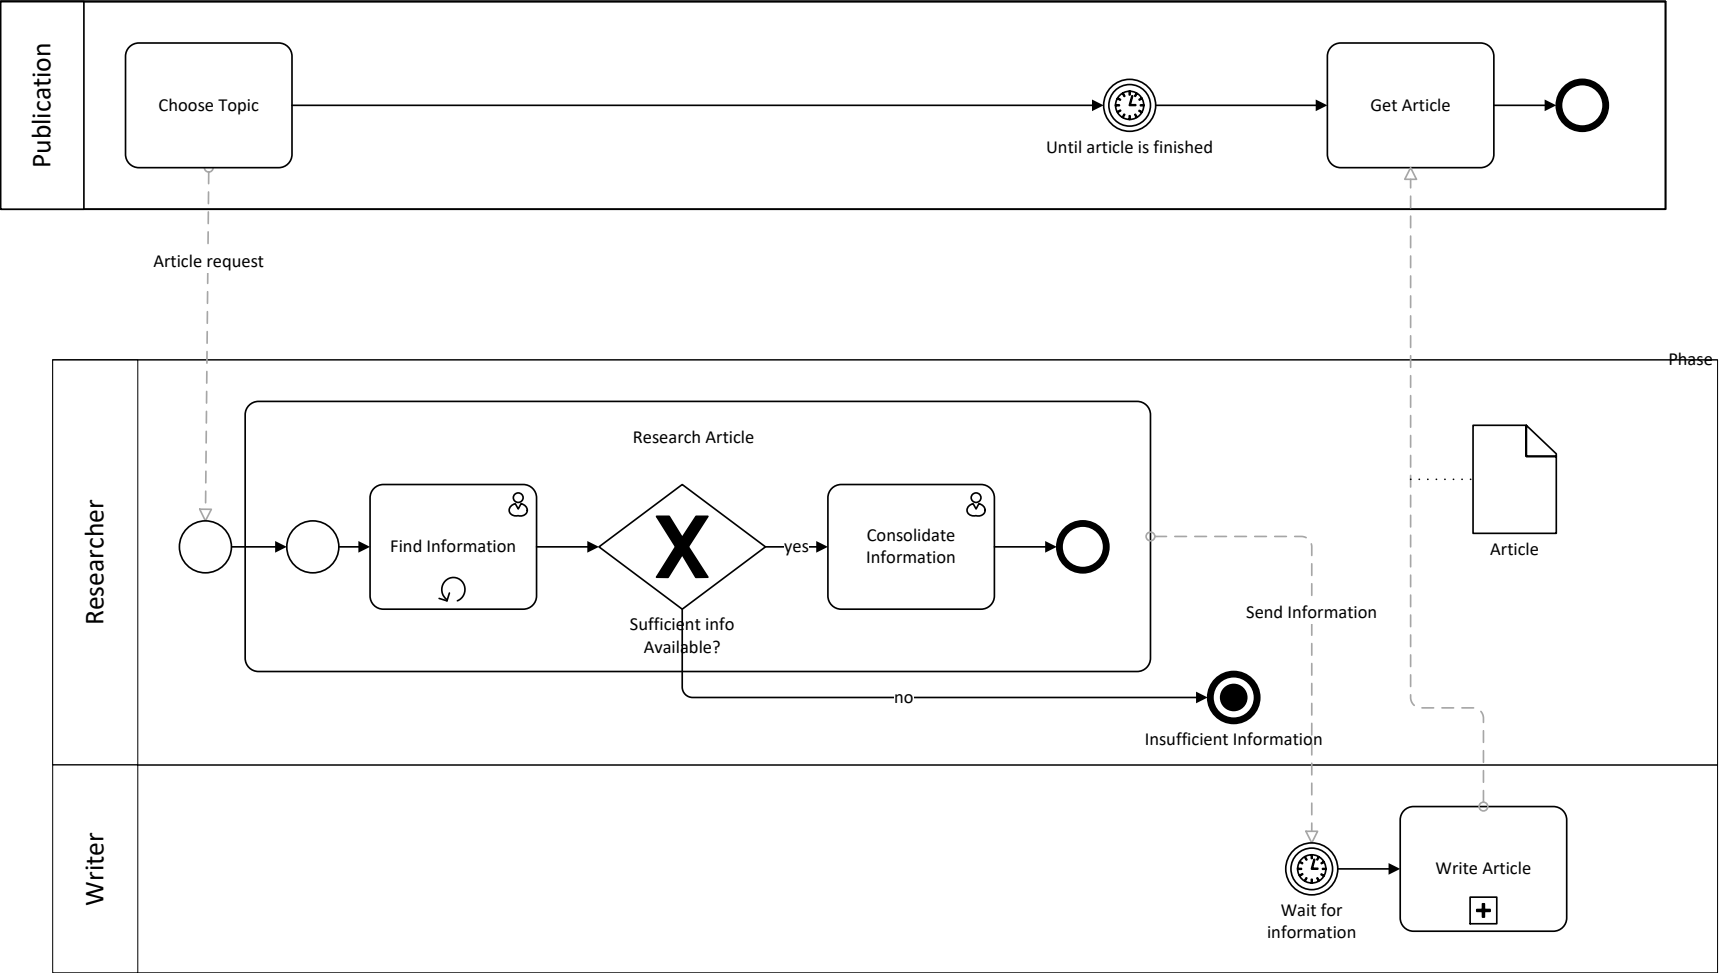 Publication
Choose Topic
Until article is finished
Get Article
Article request
Phase
Researcher
Research Article
Find Information
Sufficient info
Available?
yes
Consolidate
Information
no
Insufficient Information
Send Information
Article
Writer
Wait for
information
Write Article